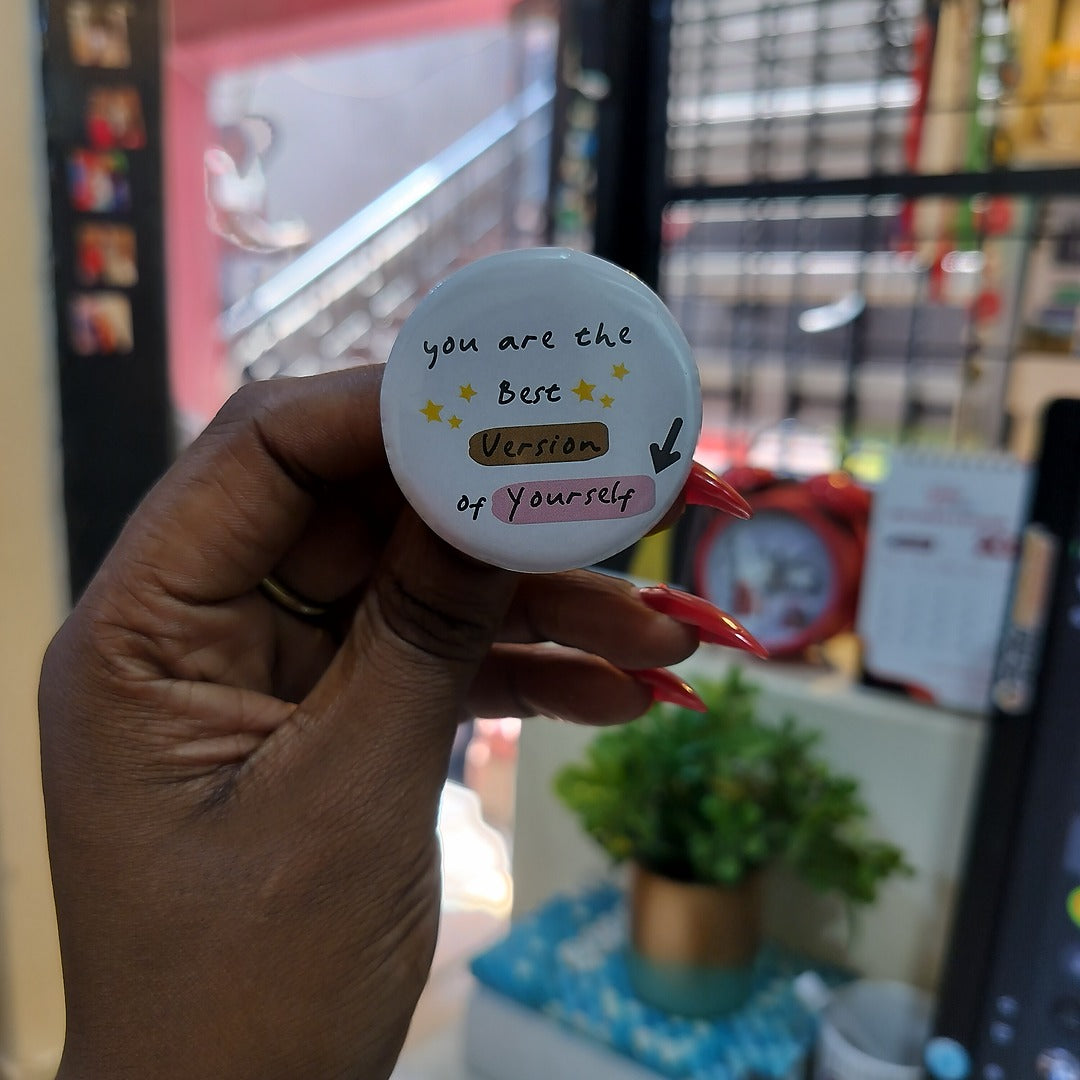 you are the
Best
Version
of Yourself